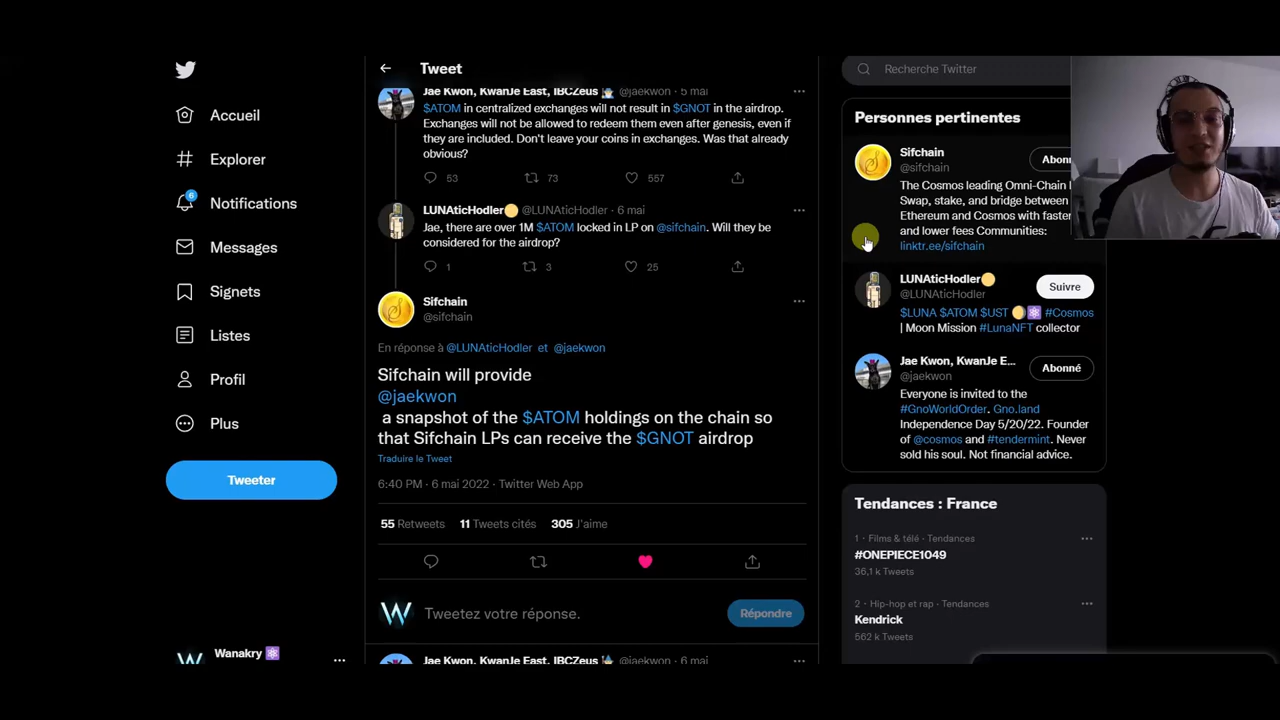 Accueil
Explorer
6
Notifications
Messages
Signets
Listes
Profil
Plus
Tweeter
Wanakry
Tweet
Jae Kwon, KwanJe East, IBCZeus @jaekwon · 5 mai
$ATOM in centralized exchanges will not result in $GNOT in the airdrop.
Exchanges will not be allowed to redeem them even after genesis, even if
they are included. Don't leave your coins in exchanges. Was that already
obvious?
53 73 557
LUNAticHodler @LUNAticHodler · 6 mai
Jae, there are over 1M $ATOM locked in LP on @sifchain. Will they be
considered for the airdrop?
1 3 25
Sifchain
@sifchain
En réponse à @LUNAticHodler et @jaekwon
Sifchain will provide
@jaekwon
a snapshot of the $ATOM holdings on the chain so
that Sifchain LPs can receive the $GNOT airdrop
Traduire le Tweet
6:40 PM · 6 mai 2022 · Twitter Web App
55 Retweets 11 Tweets cités 305 J'aime
Tweetez votre réponse.
Répondre
Jae Kwon, KwanJe East, IBCZeus @jaekwon · 6 mai
Recherche Twitter
Personnes pertinentes
Sifchain
@sifchain
Abon
The Cosmos leading Omni-Chain
Swap, stake, and bridge between
Ethereum and Cosmos with faster
and lower fees Communities:
linktr.ee/sifchain
LUNAticHodler
@LUNAticHodler
Suivre
$LUNA $ATOM $UST #Cosmos
| Moon Mission #LunaNFT collector
Jae Kwon, KwanJe E...
@jaekwon
Abonné
Everyone is invited to the
#GnoWorldOrder. Gno.land
Independence Day 5/20/22. Founder
of @cosmos and #tendermint. Never
sold his soul. Not financial advice.
Tendances : France
1 · Films & télé · Tendances
#ONEPIECE1049
36,1 k Tweets
2 · Hip-hop et rap · Tendances
Kendrick
562 k Tweets